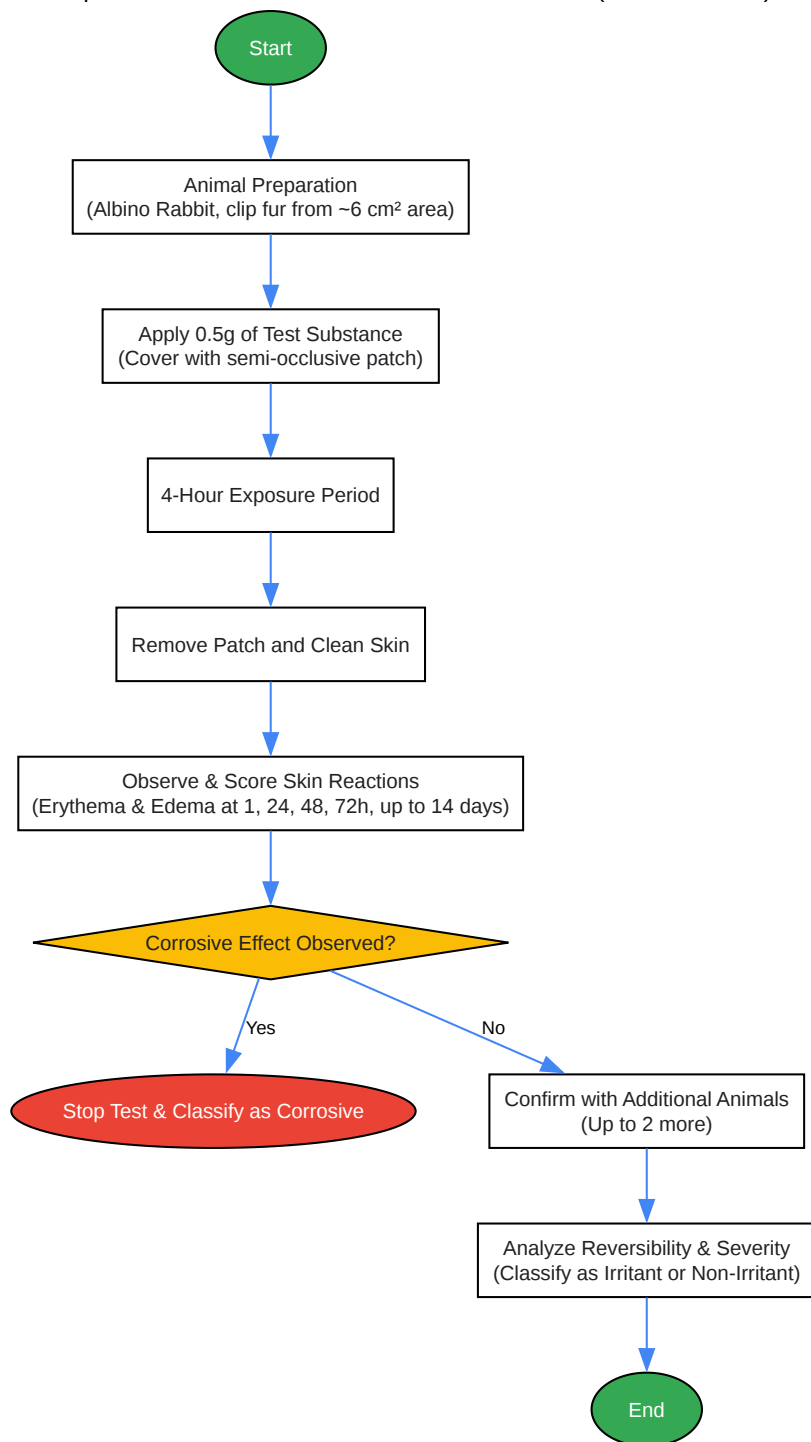 Start
Animal Preparation
(Albino Rabbit, clip fur from ~6 cm² area)
Apply 0.5g of Test Substance
(Cover with semi-occlusive patch)
4-Hour Exposure Period
Remove Patch and Clean Skin
Observe & Score Skin Reactions
(Erythema & Edema at 1, 24, 48, 72h, up to 14 days)
Corrosive Effect Observed?
Yes
No
Stop Test & Classify as Corrosive
Confirm with Additional Animals
(Up to 2 more)
Analyze Reversibility & Severity
(Classify as Irritant or Non-Irritant)
End